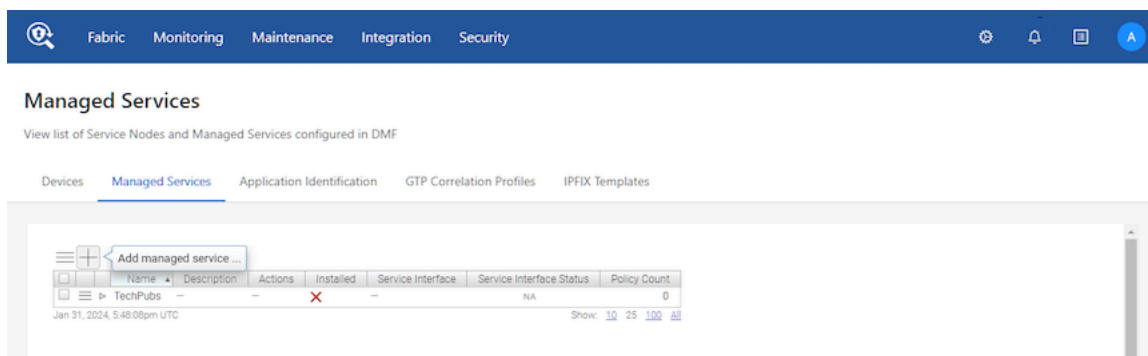 Fabric Monitoring Maintenance Integration Security A
Managed Services
View list of Service Nodes and Managed Services configured in DMF
Devices Managed Services Application Identification GTP Correlation Profiles IPFIX Templates
Add managed service ...
Name Description Actions Installed Service Interface Service Interface Status Policy Count
TechPubs – – – NA 0
Jan 31, 2024, 5:48:08pm UTC Show: 10 25 100 All